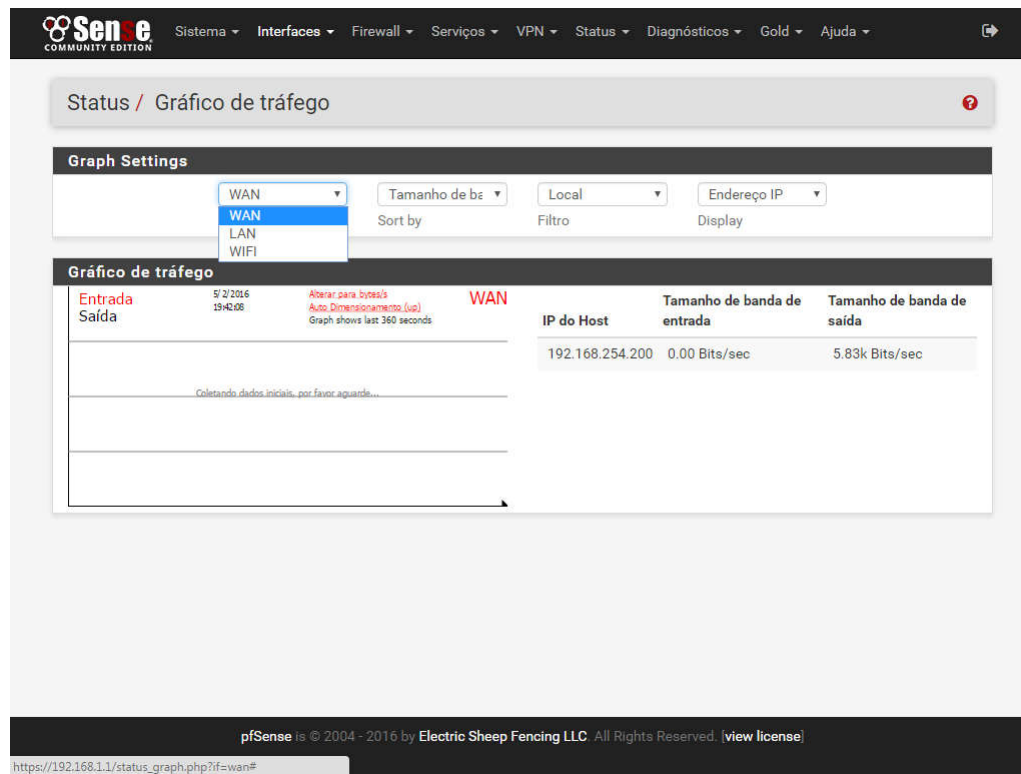 Sense
COMMUNITY EDITION
Sistema Interfaces Firewall Serviços VPN Status Diagnósticos Gold Ajuda
Status / Gráfico de tráfego
Graph Settings
WAN Tamanho de ba Local Endereço IP
WAN
LAN
WIFI
Sort by Filtro Display
Gráfico de tráfego
Entrada
Saída
5/ 2/ 2016
19:42:08
Alterar para bytes/s
Auto Dimensionamento (up)
Graph shows last 360 seconds
WAN
Coletando dados iniciais, por favor aguarde...
IP do Host Tamanho de banda de entrada Tamanho de banda de saída
192.168.254.200 0.00 Bits/sec 5.83k Bits/sec
pfSense is © 2004 - 2016 by Electric Sheep Fencing LLC. All Rights Reserved. [view license]
https://192.168.1.1/status_graph.php?if=wan#